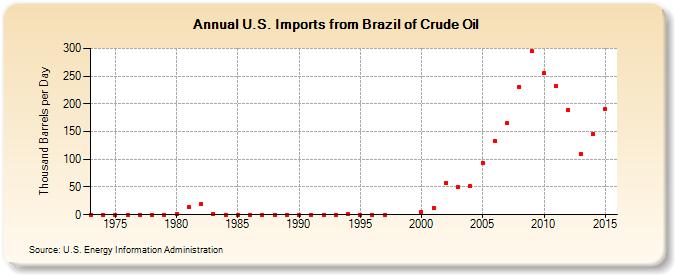 Annual U.S. Imports from Brazil of Crude Oil
Thousand Barrels per Day
300
250
200
150
100
50
0
1975 1980 1985 1990 1995 2000 2005 2010 2015
Source: U.S. Energy Information Administration